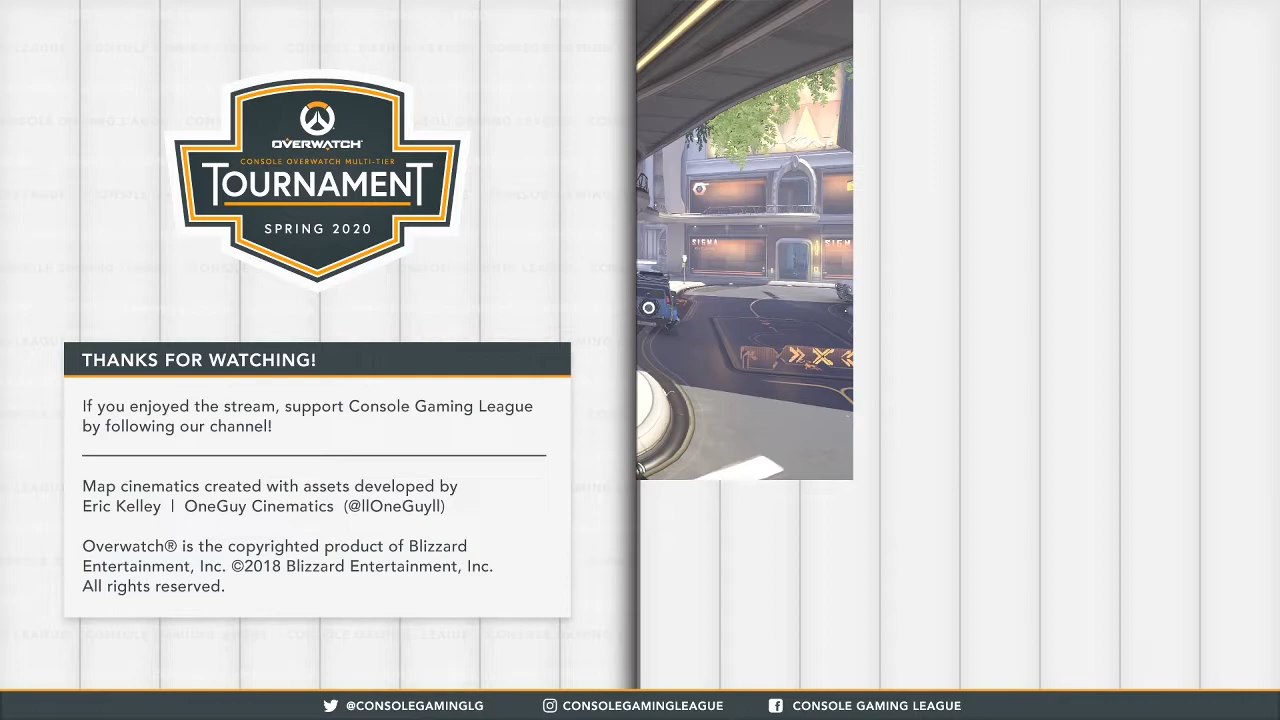 OVERWATCH
CONSOLE OVERWATCH MULTI-TIER
TOURNAMENT
SPRING 2020
THANKS FOR WATCHING!
If you enjoyed the stream, support Console Gaming League
by following our channel!
Map cinematics created with assets developed by
Eric Kelley | OneGuy Cinematics (@llOneGuyll)
Overwatch® is the copyrighted product of Blizzard
Entertainment, Inc. ©2018 Blizzard Entertainment, Inc.
All rights reserved.
SIGMA
@CONSOLEGAMINGLG
CONSOLEGAMINGLEAGUE
CONSOLE GAMING LEAGUE